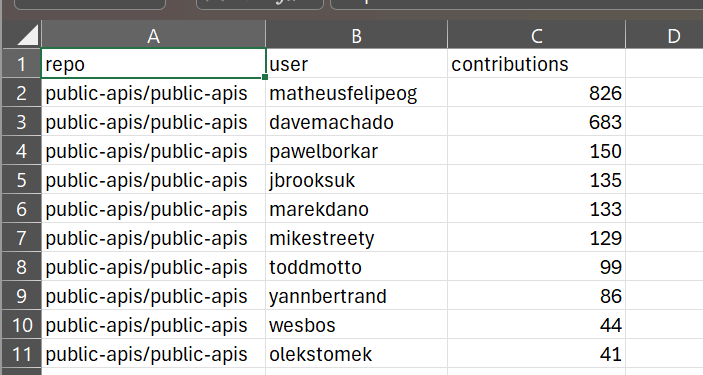 A B C D
1 repo user contributions
2 public-apis/public-apis matheusfelipeog 826
3 public-apis/public-apis davemachado 683
4 public-apis/public-apis pawelborkar 150
5 public-apis/public-apis jbrooksuk 135
6 public-apis/public-apis marekdano 133
7 public-apis/public-apis mikestreety 129
8 public-apis/public-apis toddmotto 99
9 public-apis/public-apis yannbertrand 86
10 public-apis/public-apis wesbos 44
11 public-apis/public-apis olekstomek 41